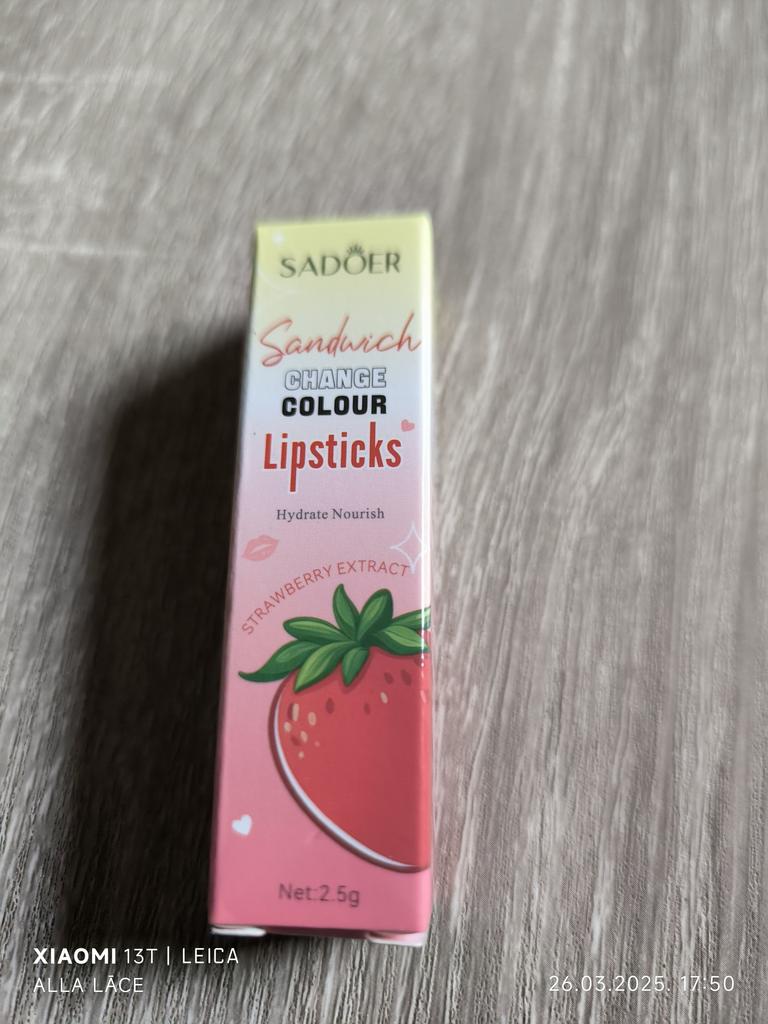 SADOER
Sandwich
CHANGE
COLOUR
Lipsticks
Hydrate Nourish
STRAWBERRY EXTRACT
Net:2.5g
XIAOMI 13T | LEICA
ALLA LĀCE
26.03.2025. 17:50